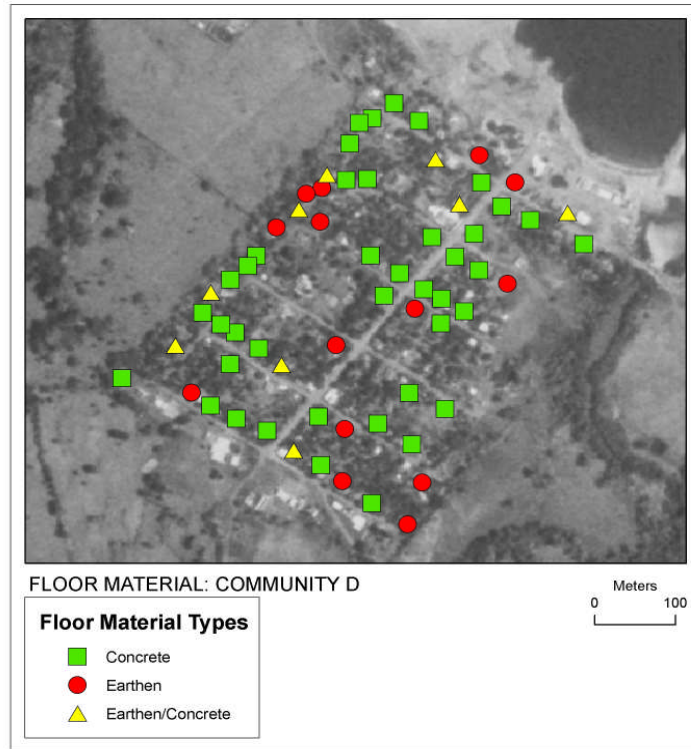 FLOOR MATERIAL: COMMUNITY D
Meters
0 100
Floor Material Types
Concrete
Earthen
Earthen/Concrete